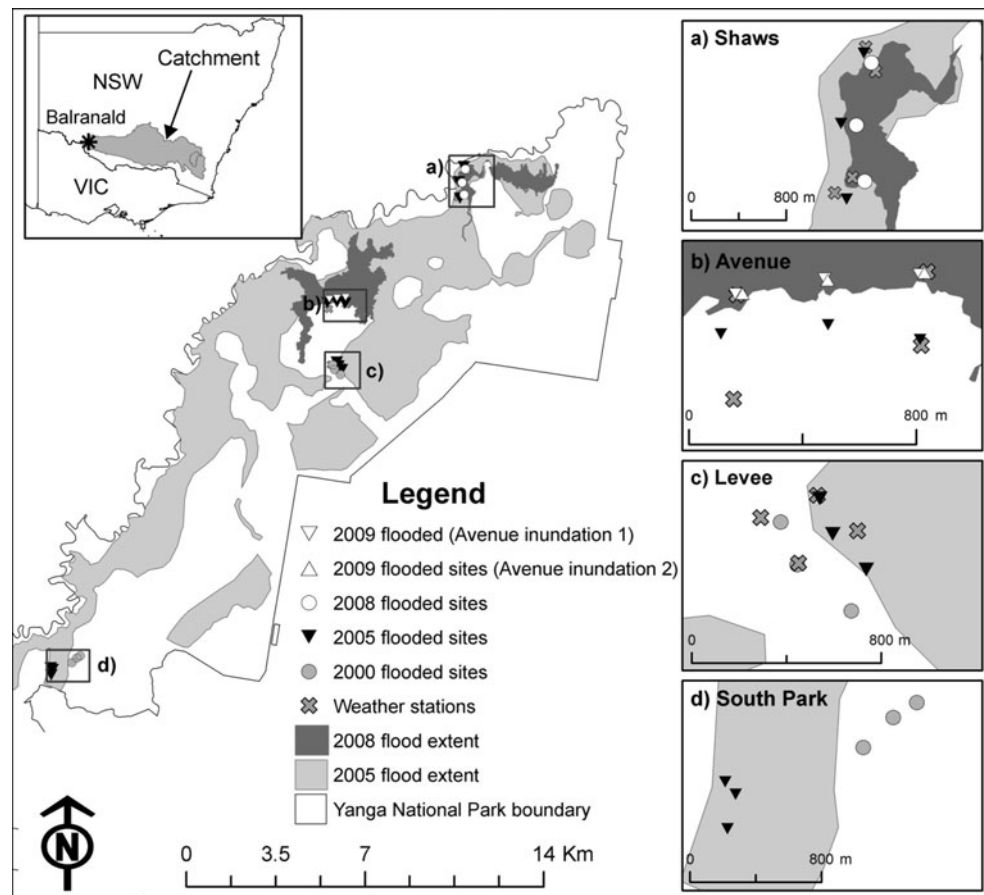 NSW
Catchment
Balranald
VIC
a)
b)
c)
d)
Legend
2009 flooded (Avenue inundation 1)
2009 flooded sites (Avenue inundation 2)
2008 flooded sites
2005 flooded sites
2000 flooded sites
Weather stations
2008 flood extent
2005 flood extent
Yanga National Park boundary
N
0 3.5 7 14 Km
a) Shaws
0 800 m
b) Avenue
0 800 m
c) Levee
0 800 m
d) South Park
0 800 m